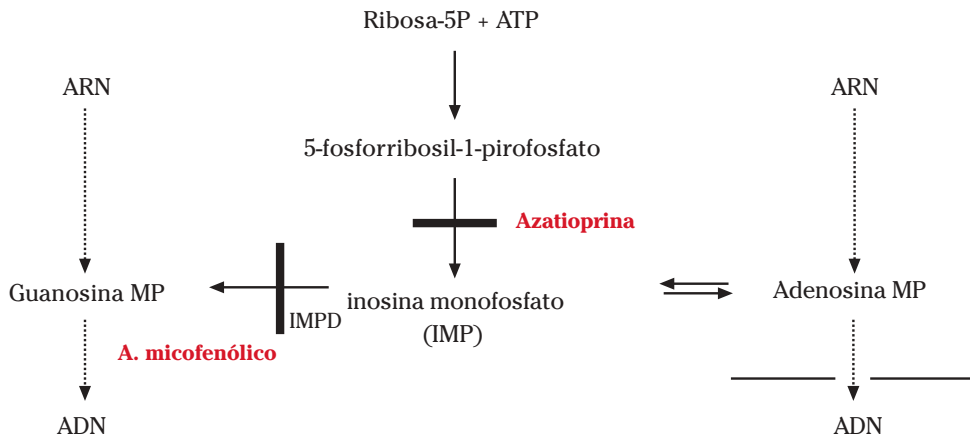 Ribosa-5P + ATP
ARN
ARN
5-fosforribosil-1-pirofosfato
Azatioprina
Guanosina MP
IMPD
inosina monofosfato
(IMP)
Adenosina MP
A. micofenólico
ADN
ADN